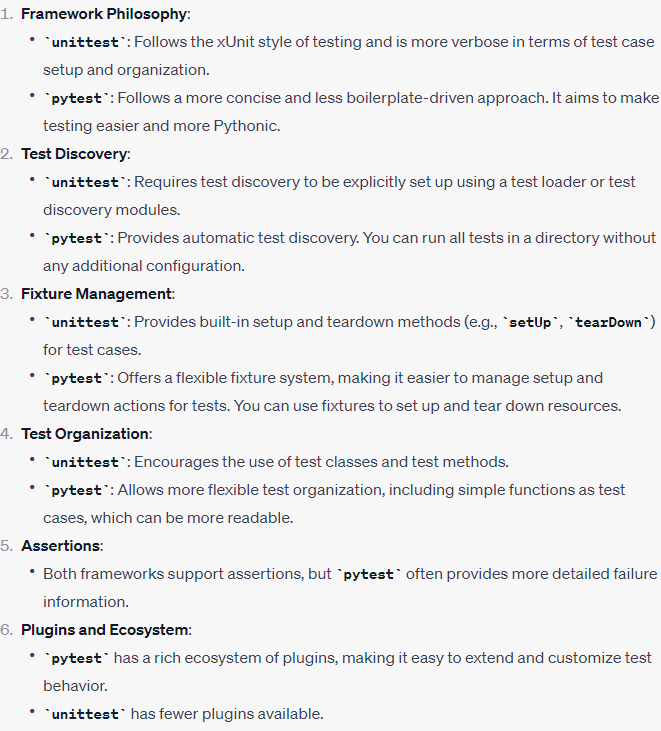 1. Framework Philosophy:
• `unittest`: Follows the xUnit style of testing and is more verbose in terms of test case
setup and organization.
• `pytest`: Follows a more concise and less boilerplate-driven approach. It aims to make
testing easier and more Pythonic.
2. Test Discovery:
• `unittest`: Requires test discovery to be explicitly set up using a test loader or test
discovery modules.
• `pytest`: Provides automatic test discovery. You can run all tests in a directory without
any additional configuration.
3. Fixture Management:
• `unittest`: Provides built-in setup and teardown methods (e.g., `setUp`, `tearDown`)
for test cases.
• `pytest`: Offers a flexible fixture system, making it easier to manage setup and
teardown actions for tests. You can use fixtures to set up and tear down resources.
4. Test Organization:
• `unittest`: Encourages the use of test classes and test methods.
• `pytest`: Allows more flexible test organization, including simple functions as test
cases, which can be more readable.
5. Assertions:
• Both frameworks support assertions, but `pytest` often provides more detailed failure
information.
6. Plugins and Ecosystem:
• `pytest` has a rich ecosystem of plugins, making it easy to extend and customize test
behavior.
• `unittest` has fewer plugins available.